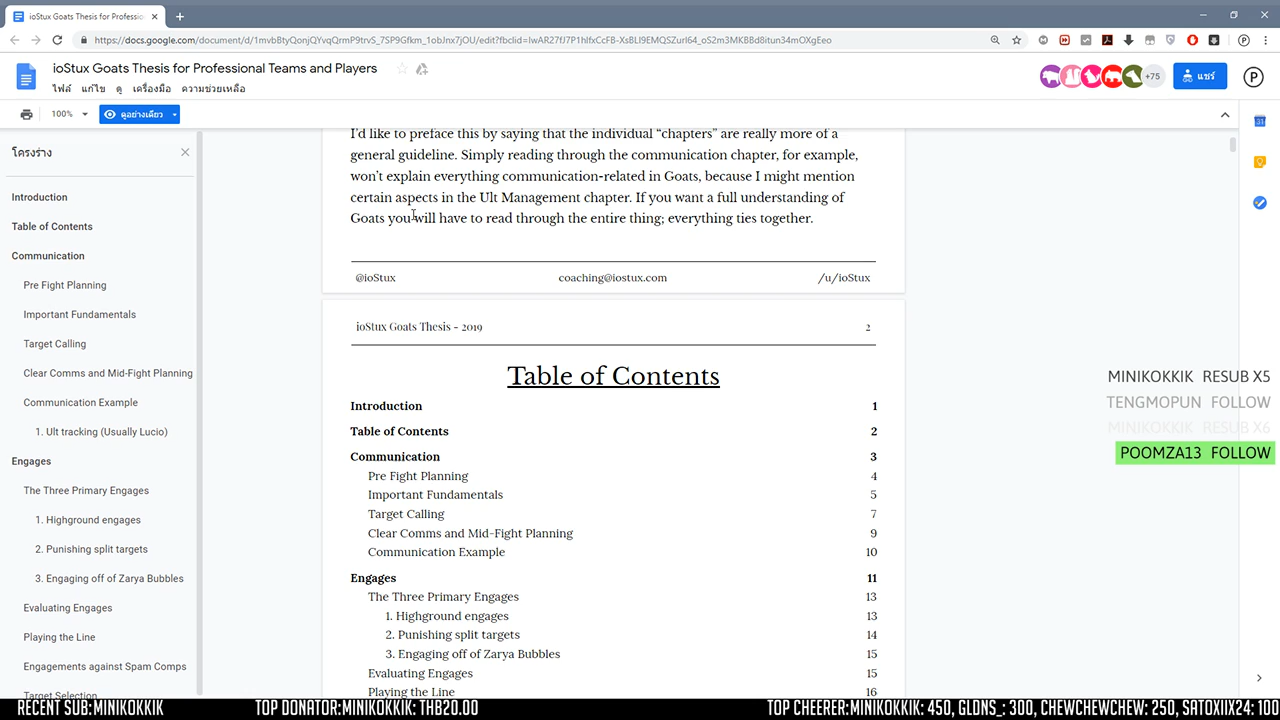 ioStux Goats Thesis for Professio
https://docs.google.com/document/d/1mvbBtyQonjQYvqQrmP9trvS_7SP9Gfkm_1obJnx7jOU/edit?fbclid=IwAR27fJ7P1hIfxCcFB-XsBLI9EMQSZurl64_oS2m3MKBBd8itun34mOXgEeo
ioStux Goats Thesis for Professional Teams and Players
ไฟล์ แก้ไข ดู เครื่องมือ ความช่วยเหลือ
+75
แชร์
P
100%
ดูอย่างเดียว
โครงร่าง
Introduction
Table of Contents
Communication
Pre Fight Planning
Important Fundamentals
Target Calling
Clear Comms and Mid-Fight Planning
Communication Example
1. Ult tracking (Usually Lucio)
Engages
The Three Primary Engages
1. Highground engages
2. Punishing split targets
3. Engaging off of Zarya Bubbles
Evaluating Engages
Playing the Line
Engagements against Spam Comps
Target Selection
I'd like to preface this by saying that the individual “chapters” are really more of a
general guideline. Simply reading through the communication chapter, for example,
won't explain everything communication-related in Goats, because I might mention
certain aspects in the Ult Management chapter. If you want a full understanding of
Goats you will have to read through the entire thing; everything ties together.
@ioStux coaching@iostux.com /u/ioStux
ioStux Goats Thesis - 2019 2
Table of Contents
Introduction 1
Table of Contents 2
Communication 3
Pre Fight Planning 4
Important Fundamentals 5
Target Calling 7
Clear Comms and Mid-Fight Planning 9
Communication Example 10
Engages 11
The Three Primary Engages 13
1. Highground engages 13
2. Punishing split targets 14
3. Engaging off of Zarya Bubbles 15
Evaluating Engages 15
Playing the Line 16
MINIKOKKIK RESUB X5
TENGMOPUN FOLLOW
MINIKOKKIK RESUB X6
POOMZA13 FOLLOW
RECENT SUB:MINIKOKKIK TOP DONATOR:MINIKOKKIK: THB20.00 TOP CHEERER:MINIKOKKIK: 450, GLDNS_: 300, CHEWCHEWCHEW: 250, SATOXIIX24: 100